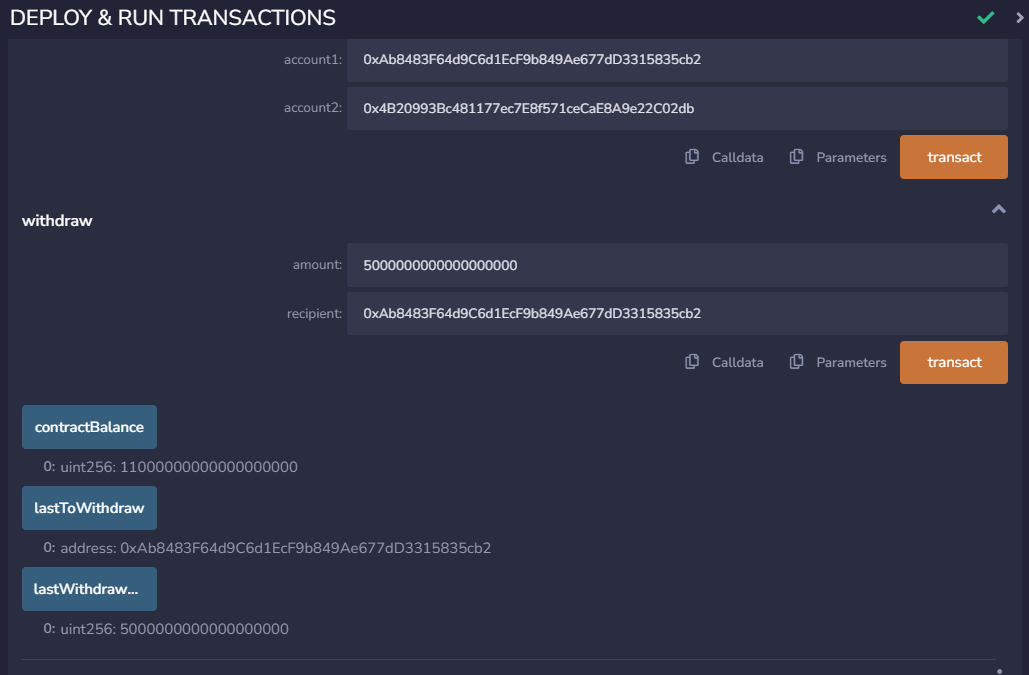 DEPLOY & RUN TRANSACTIONS
account1: 0xAb8483F64d9C6d1EcF9b849Ae677dD3315835cb2
account2: 0x4B20993Bc481177ec7E8f571ceCaE8A9e22C02db
Calldata Parameters transact
withdraw
amount: 5000000000000000000
recipient: 0xAb8483F64d9C6d1EcF9b849Ae677dD3315835cb2
Calldata Parameters transact
contractBalance
0: uint256: 11000000000000000000
lastToWithdraw
0: address: 0xAb8483F64d9C6d1EcF9b849Ae677dD3315835cb2
lastWithdraw...
0: uint256: 5000000000000000000